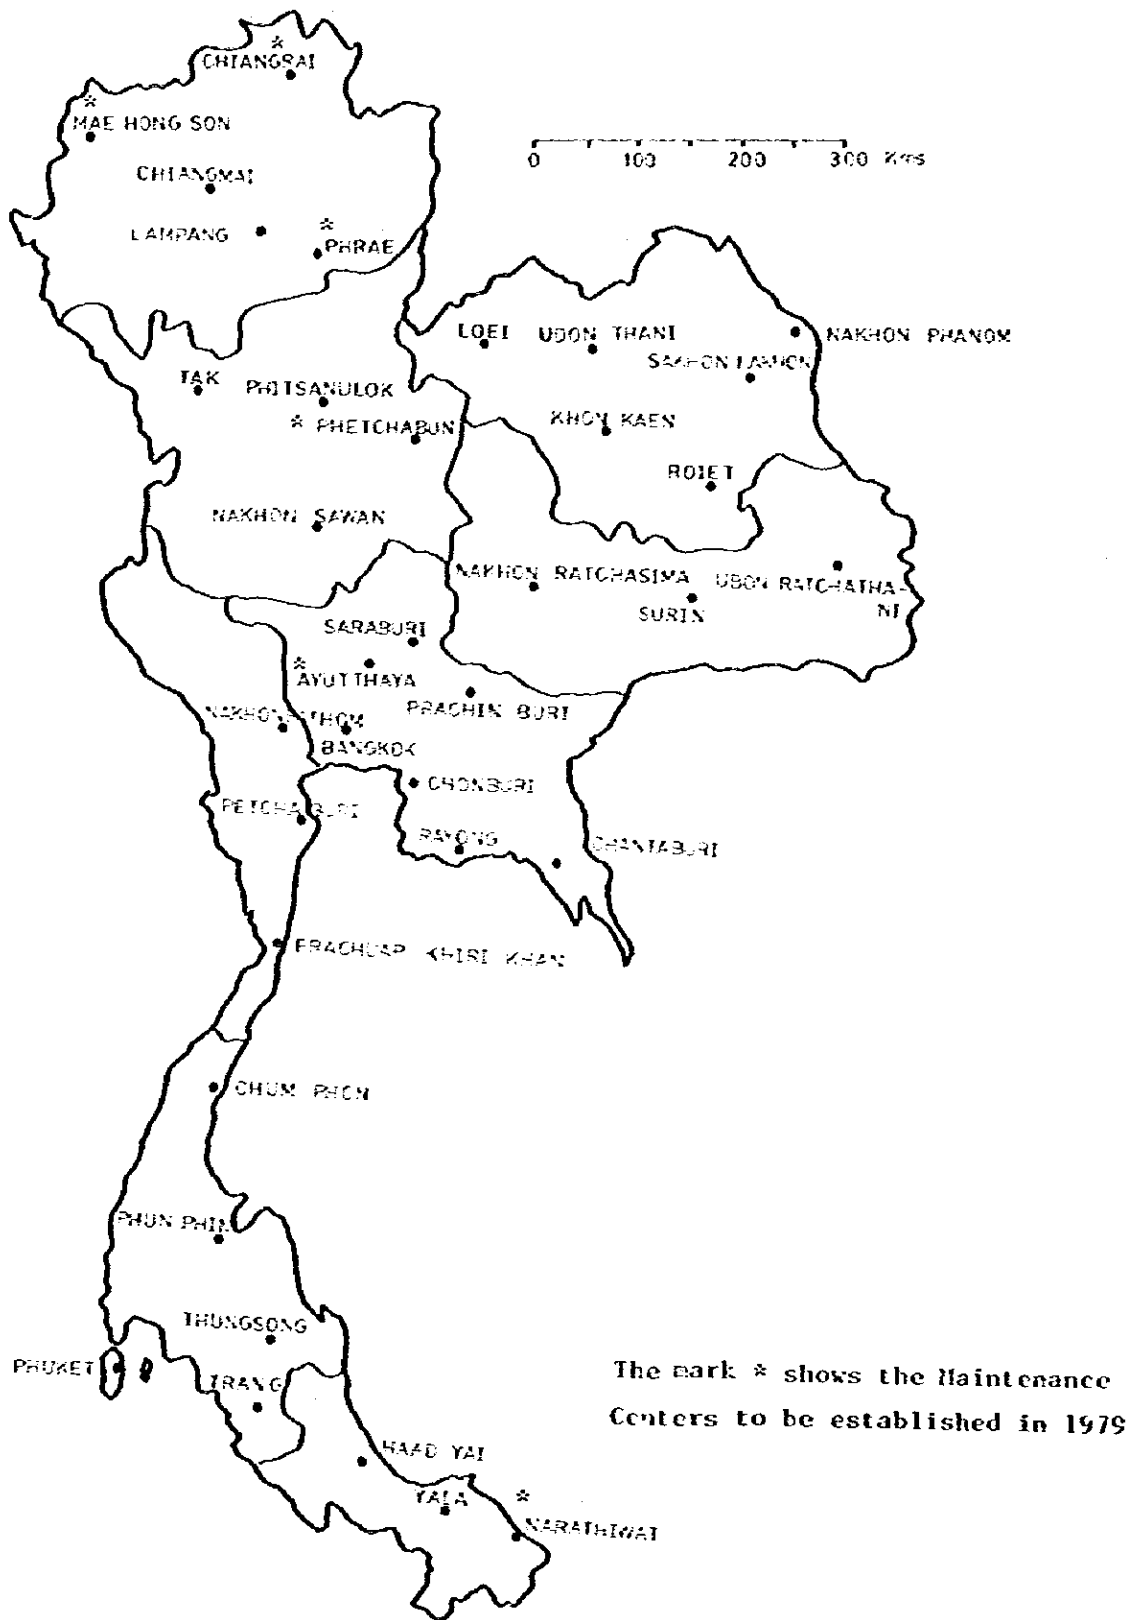 *
CHIANGRAI
*
MAE HONG SON
0 100 200 300 Kms
CHIANGMAI
LAMPANG
*
PHRAE
LOEI
UDON THANI
NAKHON PHANOM
SAKHON NAKHON
TAK
PHITSANULOK
* PHETCHABUN
KHON KAEN
ROIET
NAKHON SAWAN
NAKHON RATCHASIMA
UBON RATCHATHA-
NI
SURIN
SARABURI
* AYUTTHAYA
PRACHIN BURI
NAKHON PATHOM
BANGKOK
CHONBURI
PETCHABURI
RAYONG
CHANTABURI
PRACHUAP KHIRI KHAN
CHUM PHON
PHUN PHIN
THUNGSONG
PHUKET
TRANG
The mark * shows the Maintenance
Centers to be established in 1979
HAAD YAI
YALA
*
NARATHIWAT